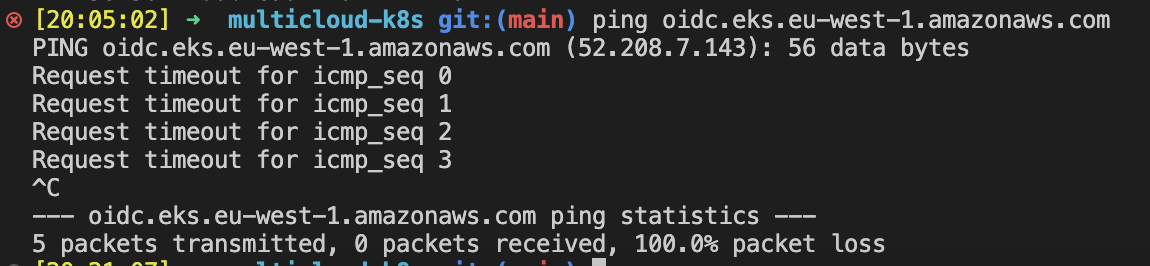 [20:05:02] ➜ multicloud-k8s git:(main) ping oidc.eks.eu-west-1.amazonaws.com
PING oidc.eks.eu-west-1.amazonaws.com (52.208.7.143): 56 data bytes
Request timeout for icmp_seq 0
Request timeout for icmp_seq 1
Request timeout for icmp_seq 2
Request timeout for icmp_seq 3
^C
--- oidc.eks.eu-west-1.amazonaws.com ping statistics ---
5 packets transmitted, 0 packets received, 100.0% packet loss